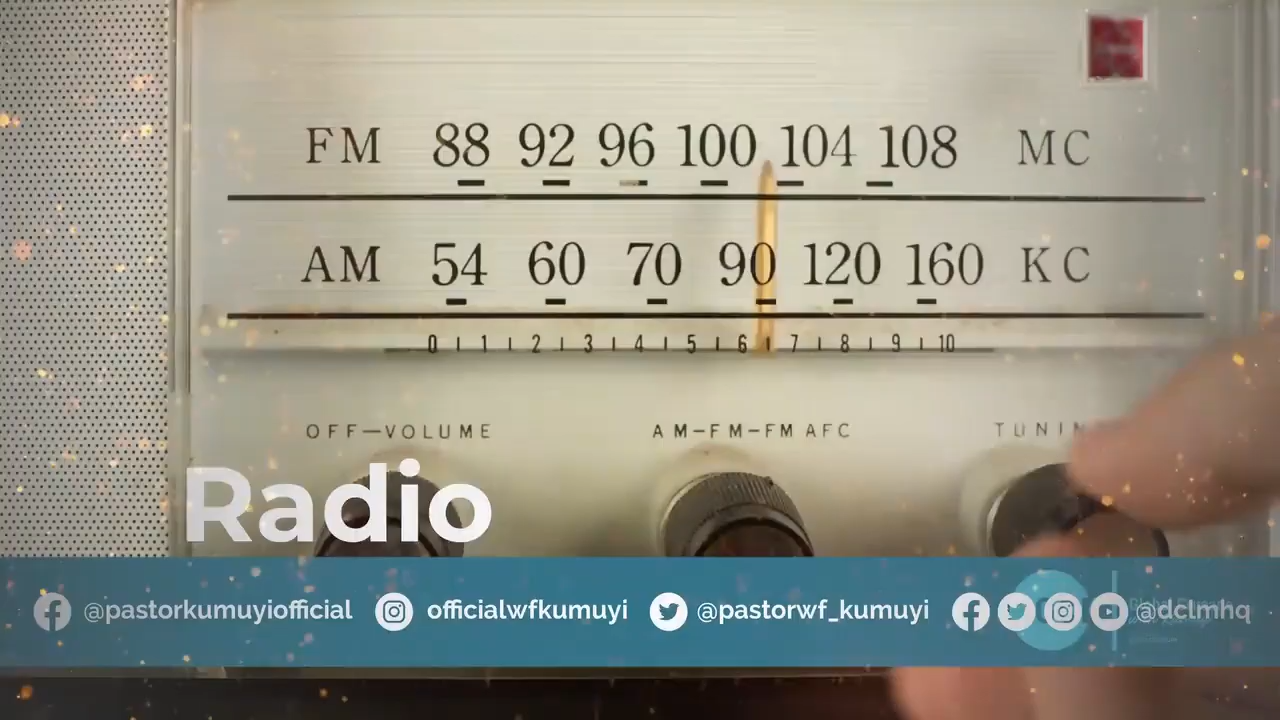 FM 88 92 96 100 104 108 MC
AM 54 60 70 90 120 160 KC
0 1 2 3 4 5 6 7 8 9 10
OFF—VOLUME AM—FM—FM AFC TUNIN
Radio
@pastorkumuyiofficial officialwfkumuyi @pastorwf_kumuyi @dclmhq